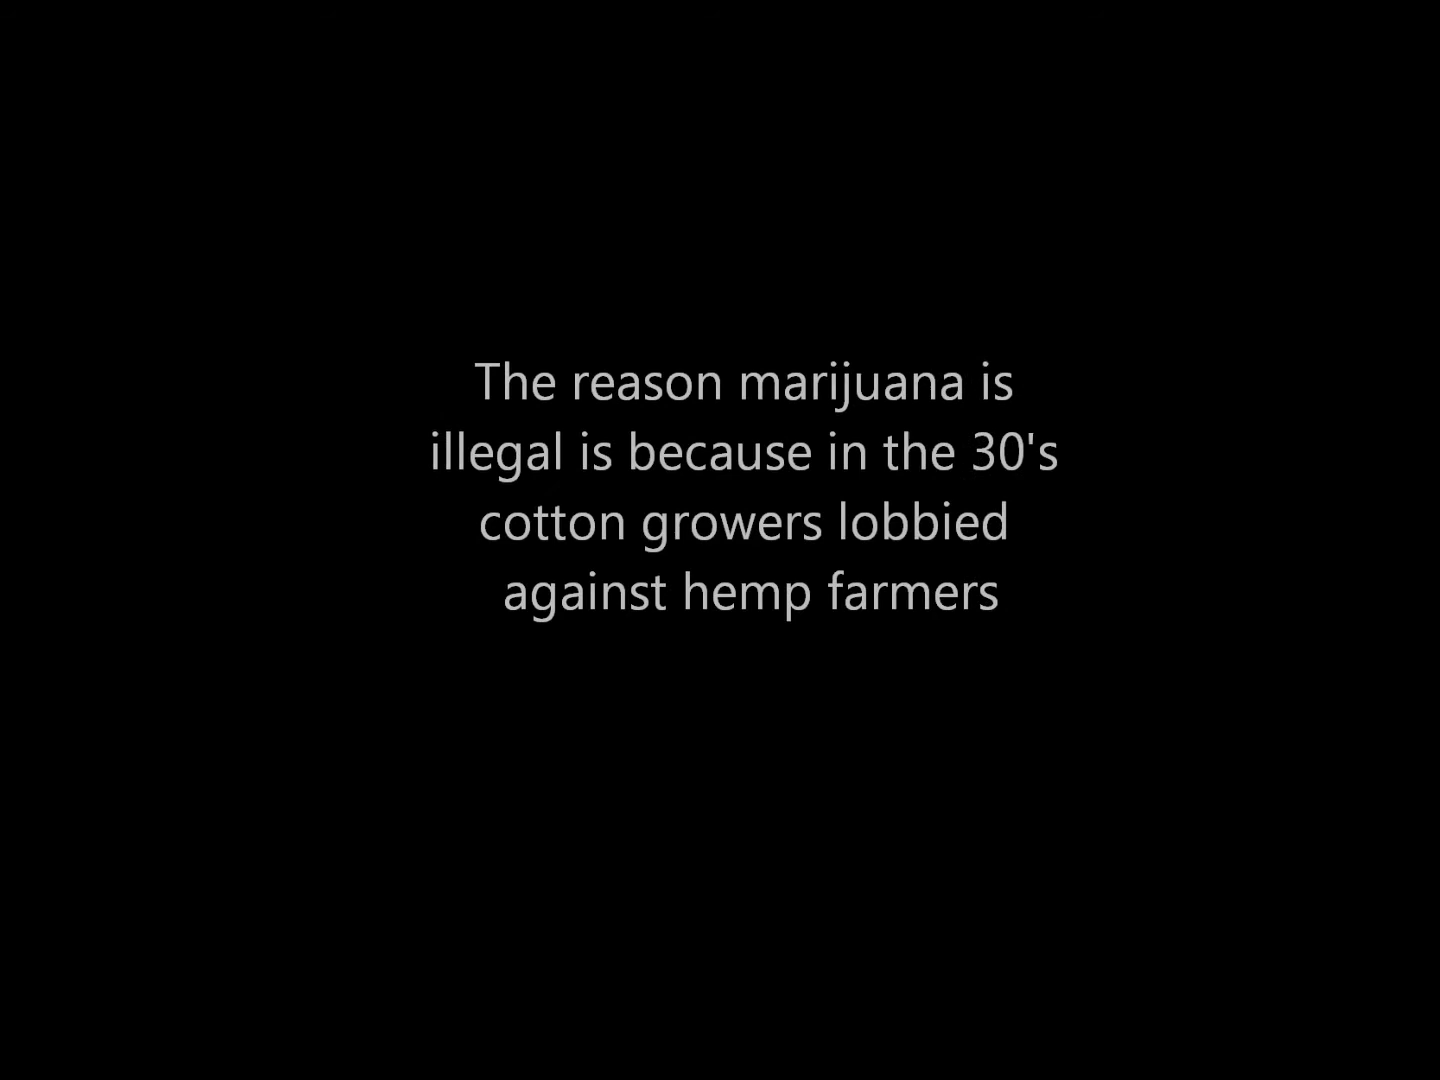 The reason marijuana is
illegal is because in the 30's
cotton growers lobbied
against hemp farmers